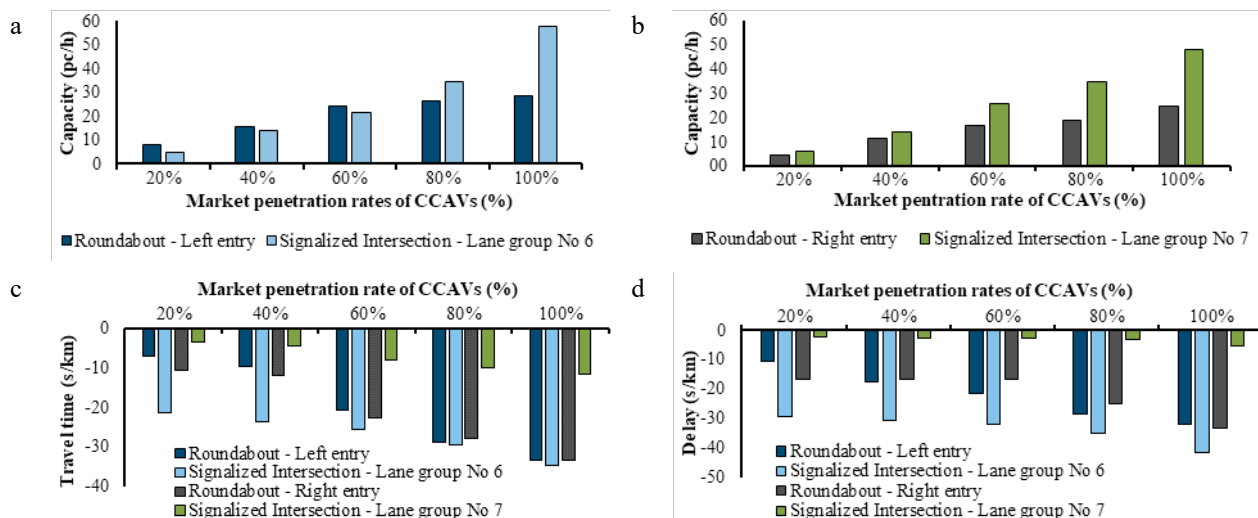 a
60
50
40
30
20
10
0
Capacity (pc/h)
20% 40% 60% 80% 100%
Market penetration rates of CCAVs (%)
Roundabout - Left entry Signalized Intersection - Lane group No 6
b
60
50
40
30
20
10
00
Capacity (pc/h)
20% 40% 60% 80% 100%
Market pentration rate of CCAVs (%)
Roundabout - Right entry Signalized Intersection - Lane group No 7
c
Market penetration rate of CCAVs (%)
20% 40% 60% 80% 100%
0
-10
-20
-30
-40
Travel time (s/km)
Roundabout - Left entry
Signalized Intersection - Lane group No 6
Roundabout - Right entry
Signalized Intersection - Lane group No 7
d
Market penetration rates of CCAVs (%)
20% 40% 60% 80% 100%
0
-10
-20
-30
-40
-50
Delay (s/km)
Roundabout - Left entry
Signalized Intersection - Lane group No 6
Roundabout - Right entry
Signalized Intersection - Lane group No 7